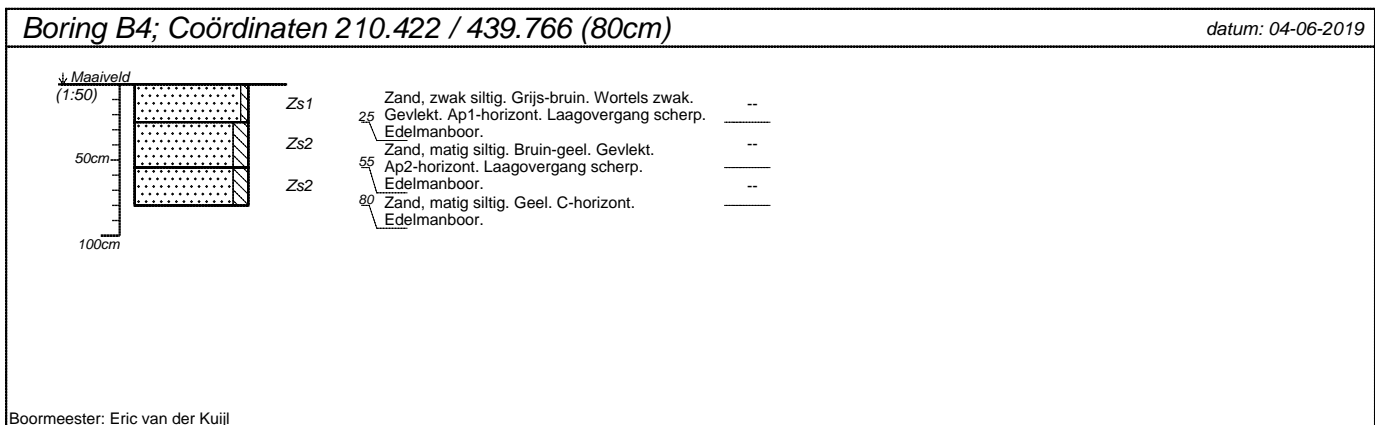 Boring B4; Coördinaten 210.422 / 439.766 (80cm)
datum: 04-06-2019
Maaiveld
(1:50)
50cm
100cm
Zs1
Zs2
Zs2
25
55
80
Zand, zwak siltig. Grijs-bruin. Wortels zwak.
Gevlekt. Ap1-horizont. Laagovergang scherp.
Edelmanboor.
Zand, matig siltig. Bruin-geel. Gevlekt.
Ap2-horizont. Laagovergang scherp.
Edelmanboor.
Zand, matig siltig. Geel. C-horizont.
Edelmanboor.
--
--
--
Boormeester: Eric van der Kuijl